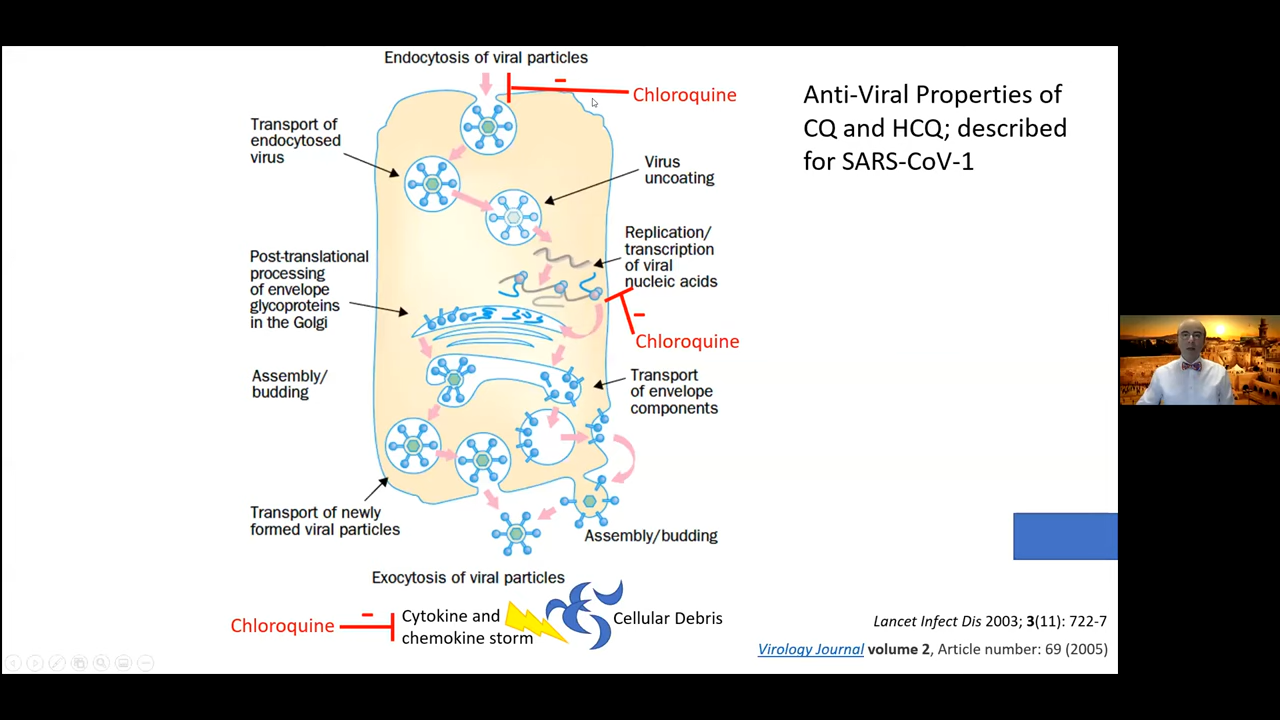 Endocytosis of viral particles
Chloroquine
Anti-Viral Properties of
CQ and HCQ; described
for SARS-CoV-1
Transport of
endocytosed
virus
Virus
uncoating
Replication/
transcription
of viral
nucleic acids
Post-translational
processing
of envelope
glycoproteins
in the Golgi
Chloroquine
Assembly/
budding
Transport
of envelope
components
Transport of newly
formed viral particles
Assembly/budding
Exocytosis of viral particles
Chloroquine
Cytokine and
chemokine storm
Cellular Debris
Lancet Infect Dis 2003; 3(11): 722-7
Virology Journal volume 2, Article number: 69 (2005)